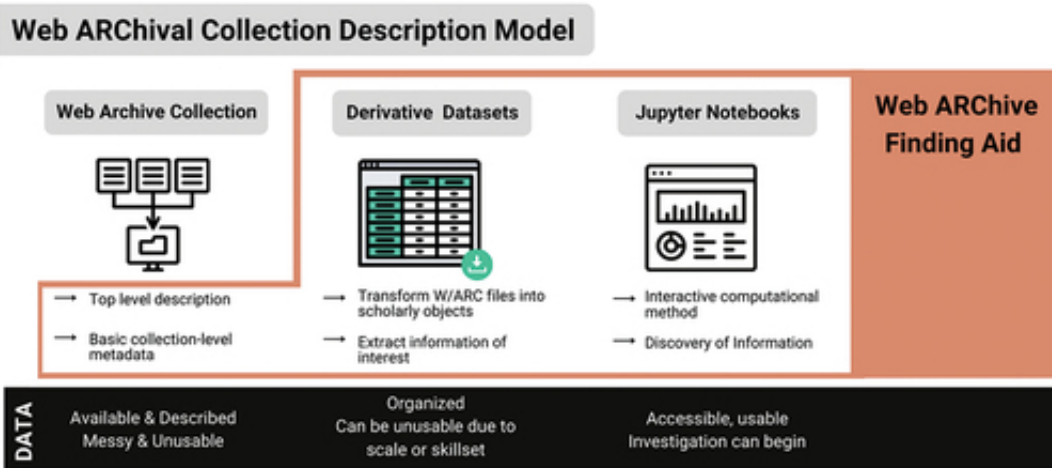 Web ARChival Collection Description Model
Web Archive Collection
Derivative Datasets
Jupyter Notebooks
Web ARChive
Finding Aid
Top level description
Basic collection-level
metadata
Transform W/ARC files into
scholarly objects
Extract information of
interest
Interactive computational
method
Discovery of Information
DATA
Available & Described
Messy & Unusable
Organized
Can be unusable due to
scale or skillset
Accessible, usable
Investigation can begin